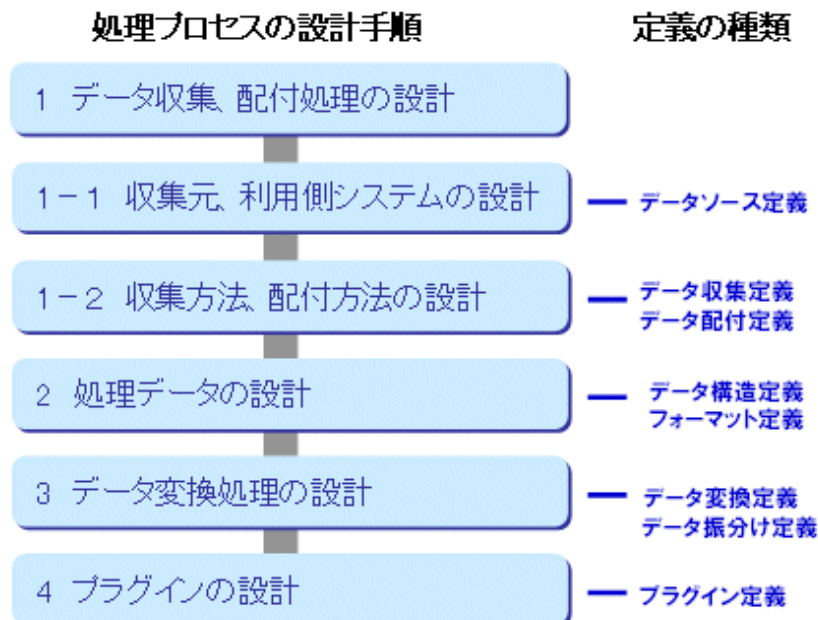 処理プロセスの設計手順 定義の種類
1 データ収集、配付処理の設計
1-1 収集元、利用側システムの設計 データソース定義
1-2 収集方法、配付方法の設計 データ収集定義
データ配付定義
2 処理データの設計 データ構造定義
フォーマット定義
3 データ変換処理の設計 データ変換定義
データ振分け定義
4 プラグインの設計 プラグイン定義